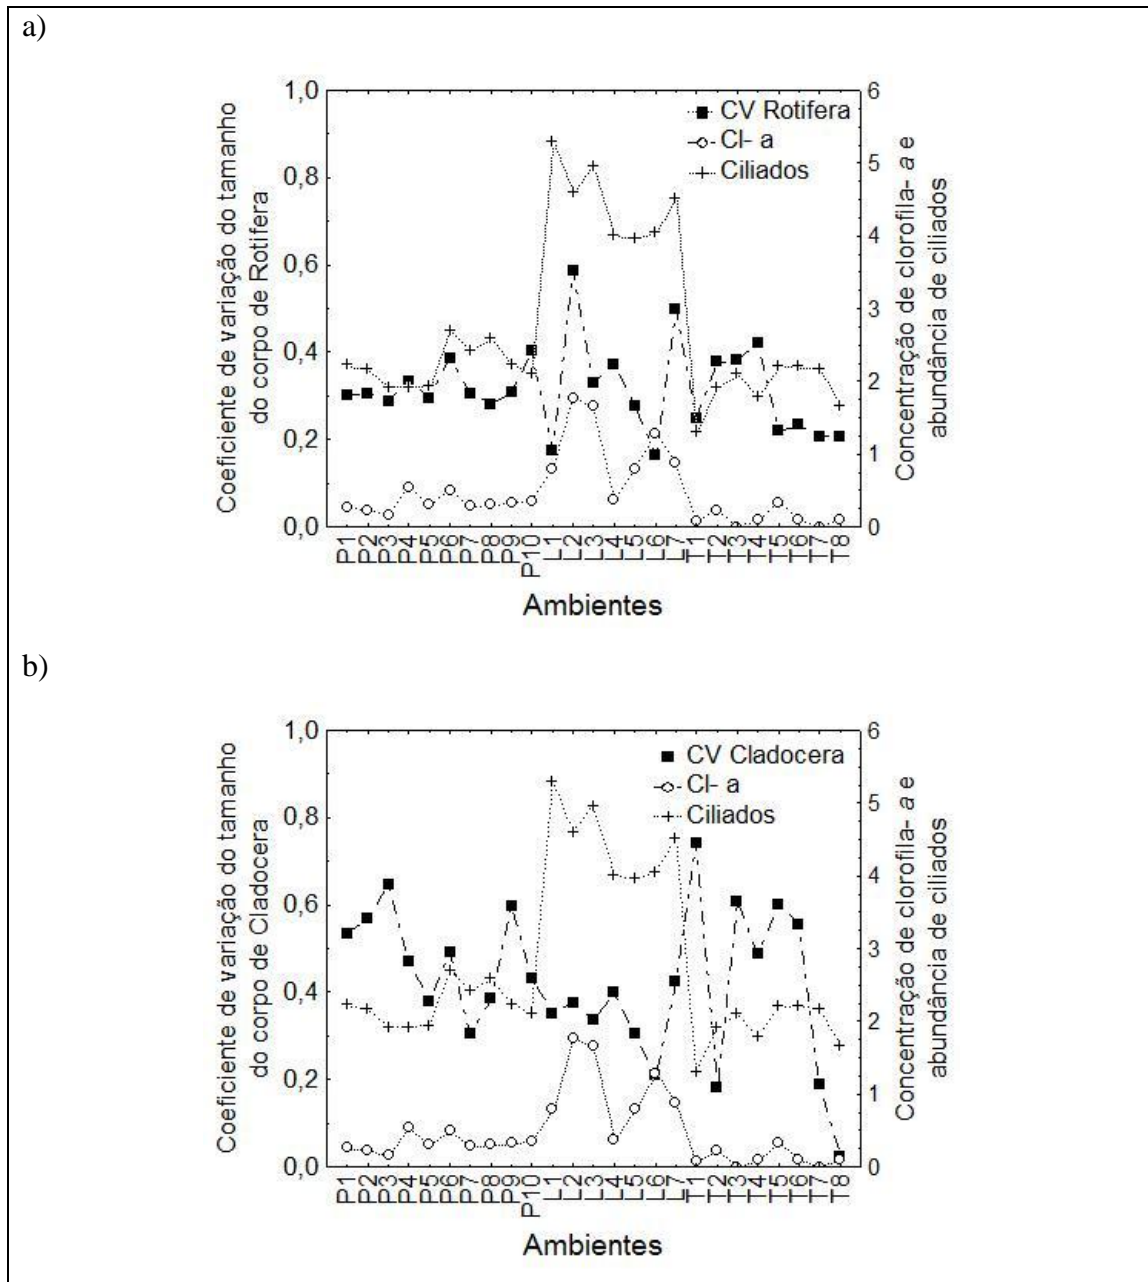 a)
Coeficiente de variação do tamanho
do corpo de Rotifera
1,0
0,8
0,6
0,4
0,2
0,0
CV Rotifera
Cl- a
Ciliados
6
5
4
3
2
1
0
Concentração de clorofila- a e
abundância de ciliados
P1 P2 P3 P4 P5 P6 P7 P8 P9 P10 L1 L2 L3 L4 L5 L6 L7 T1 T2 T3 T4 T5 T6 T7 T8
Ambientes
b)
Coeficiente de variação do tamanho
do corpo de Cladocera
1,0
0,8
0,6
0,4
0,2
0,0
CV Cladocera
Cl- a
Ciliados
6
5
4
3
2
1
0
Concentração de clorofila- a e
abundância de ciliados
P1 P2 P3 P4 P5 P6 P7 P8 P9 P10 L1 L2 L3 L4 L5 L6 L7 T1 T2 T3 T4 T5 T6 T7 T8
Ambientes